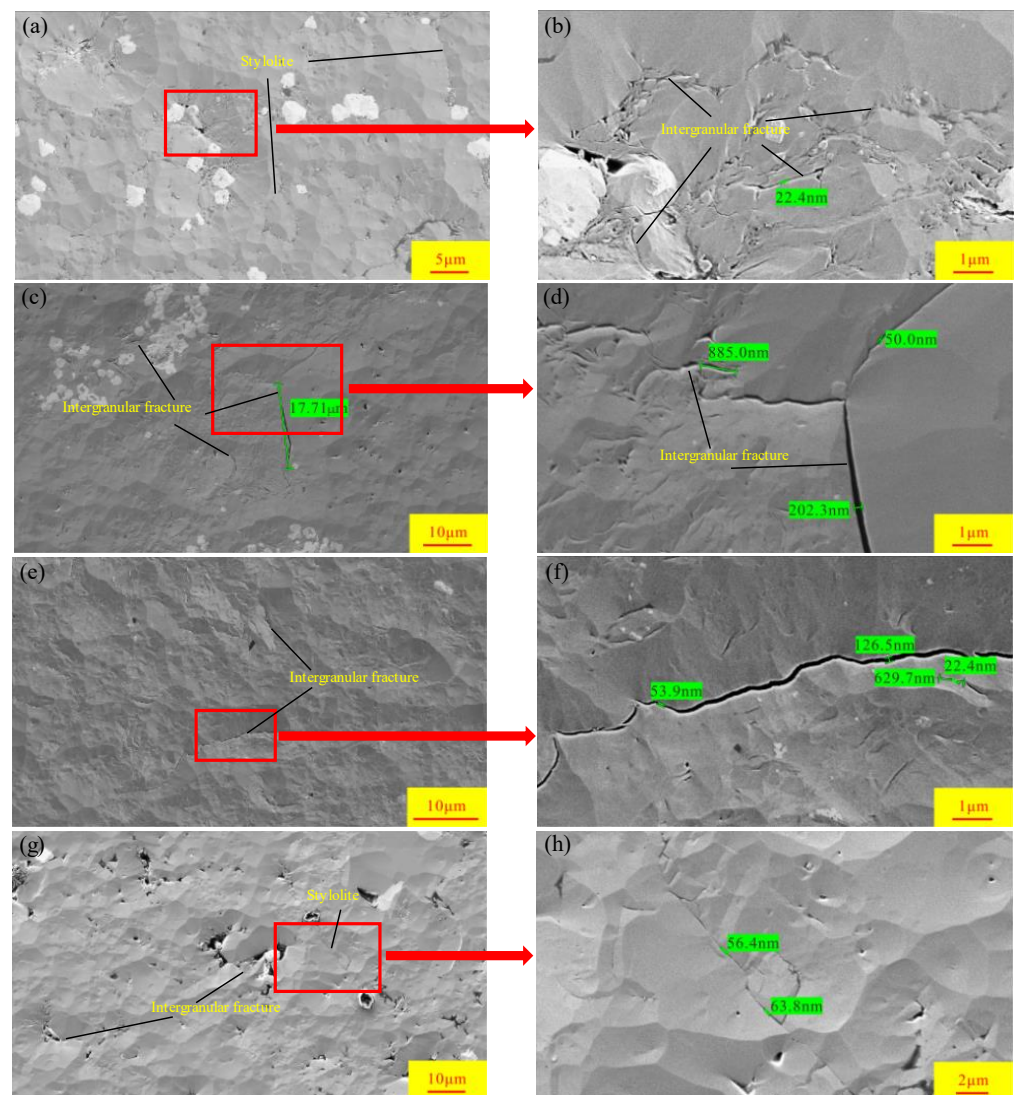 (a)
Stylolite
5μm
(b)
Intergranular fracture
22.4nm
1μm
(c)
Intergranular fracture
17.71μm
10μm
(d)
885.0nm
50.0nm
Intergranular fracture
202.3nm
1μm
(e)
Intergranular fracture
10μm
(f)
126.5nm
22.4nm
629.7nm
53.9nm
1μm
(g)
Stylolite
Intergranular fracture
10μm
(h)
56.4nm
63.8nm
2μm